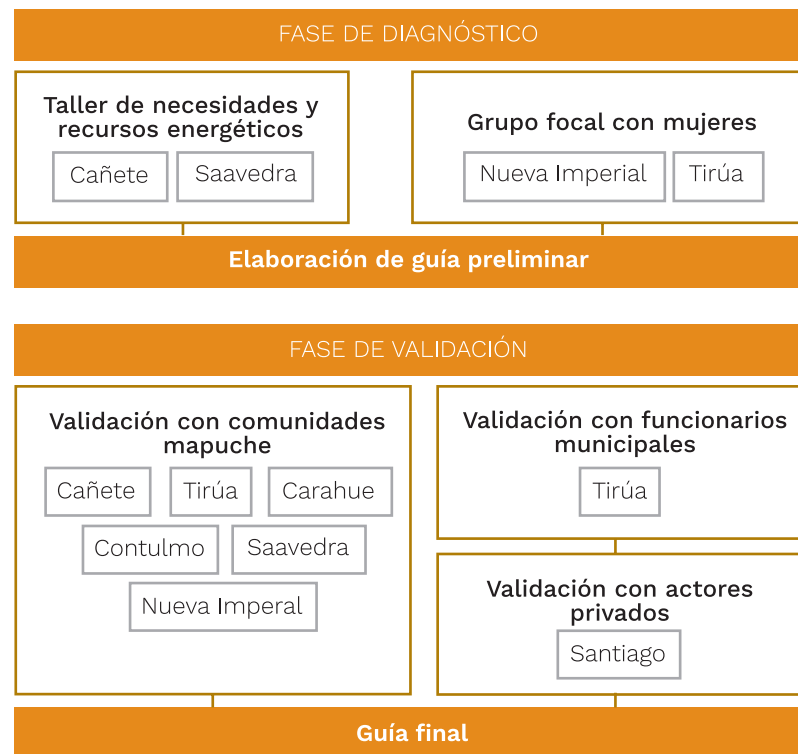 FASE DE DIAGNÓSTICO
Taller de necesidades y
recursos energéticos
Cañete
Saavedra
Grupo focal con mujeres
Nueva Imperial
Tirúa
Elaboración de guía preliminar
FASE DE VALIDACIÓN
Validación con comunidades
mapuche
Cañete
Tirúa
Carahue
Contulmo
Saavedra
Nueva Imperal
Validación con funcionarios
municipales
Tirúa
Validación con actores
privados
Santiago
Guía final